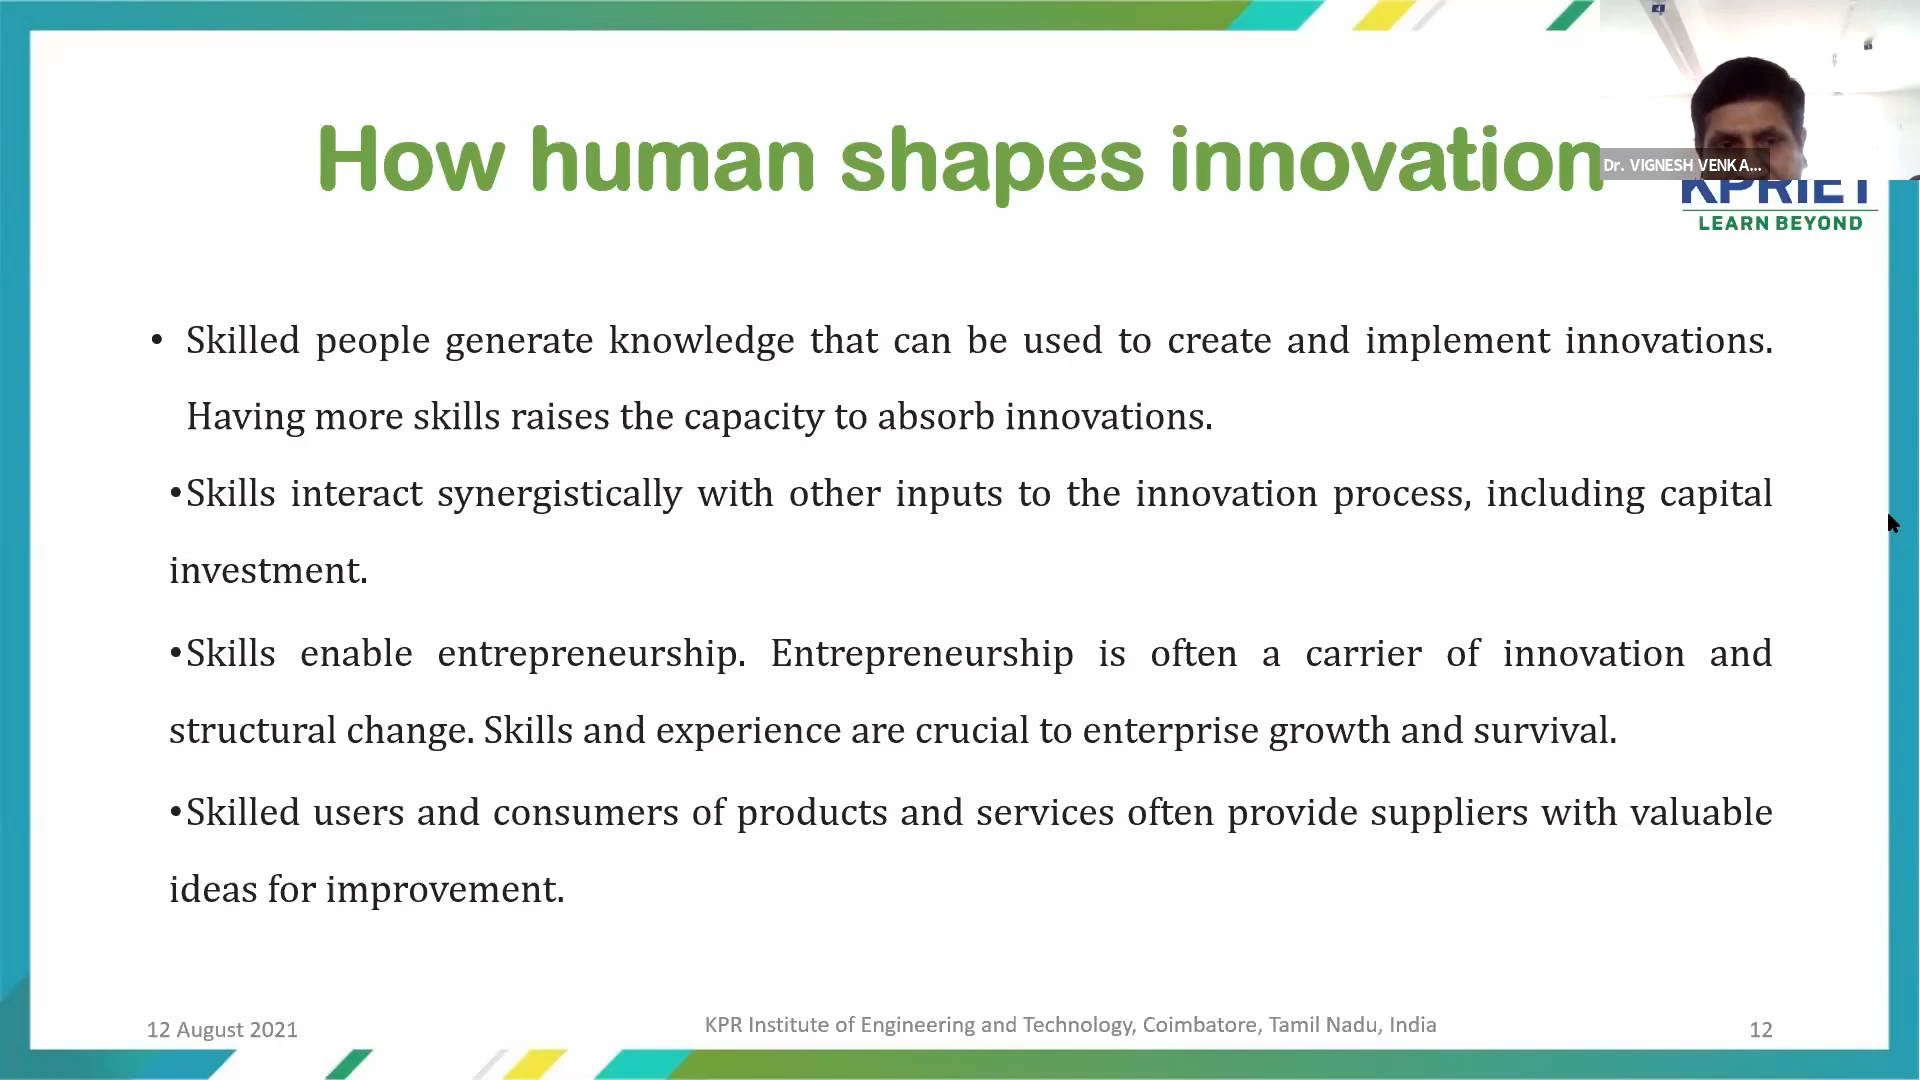 How human shapes innovation
Dr. VIGNESH VENKA...
KPRIET
LEARN BEYOND
• Skilled people generate knowledge that can be used to create and implement innovations.
Having more skills raises the capacity to absorb innovations.
•Skills interact synergistically with other inputs to the innovation process, including capital
investment.
•Skills enable entrepreneurship. Entrepreneurship is often a carrier of innovation and
structural change. Skills and experience are crucial to enterprise growth and survival.
•Skilled users and consumers of products and services often provide suppliers with valuable
ideas for improvement.
12 August 2021
KPR Institute of Engineering and Technology, Coimbatore, Tamil Nadu, India
12